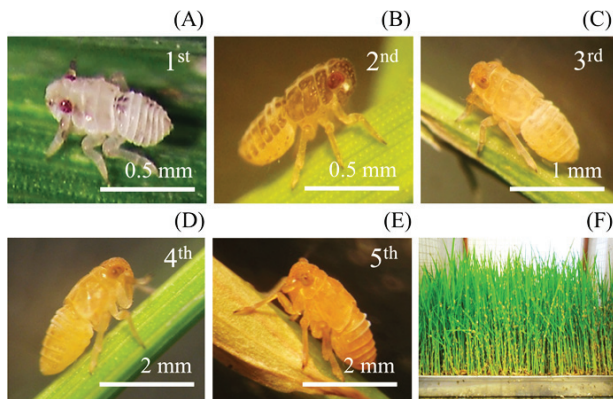 (A)
(B)
(C)
1st
2nd
3rd
0.5 mm
0.5 mm
1 mm
(D)
(E)
(F)
4th
5th
2 mm
2 mm